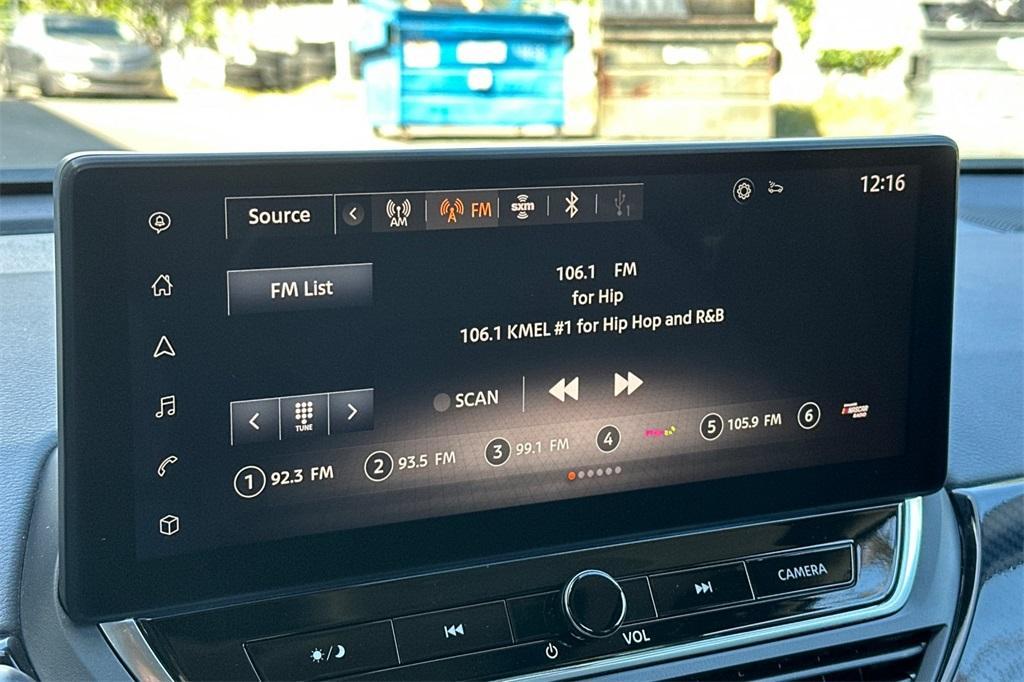 Source
AM
FM
sxm
12:16
FM List
106.1 FM
for Hip
106.1 KMEL #1 for Hip Hop and R&B
TUNE
SCAN
1 92.3 FM
2 93.5 FM
3 99.1 FM
4
5 105.9 FM
6
NASCAR
RADIO
VOL
CAMERA